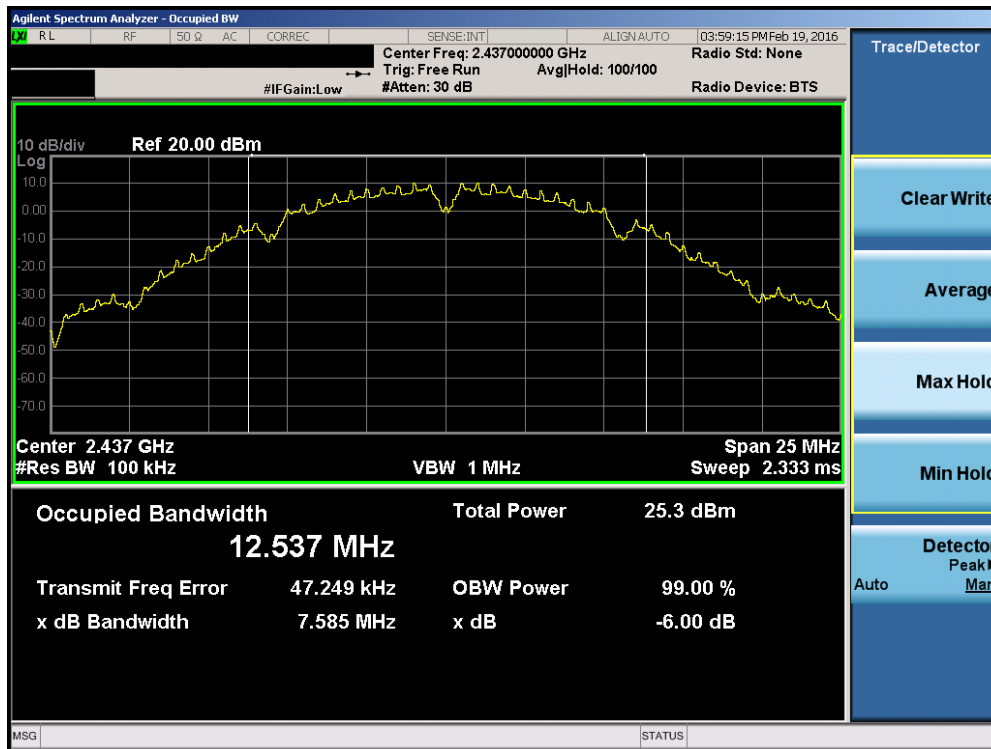 Agilent Spectrum Analyzer - Occupied BW
LXI RL RF 50 Ω AC CORREC SENSE:INT ALIGN AUTO 03:59:15 PM Feb 19, 2016
Center Freq: 2.437000000 GHz Radio Std: None
Trig: Free Run Avg|Hold: 100/100
#IFGain:Low #Atten: 30 dB Radio Device: BTS
10 dB/div Ref 20.00 dBm
Log
10.0
0.00
-10.0
-20.0
-30.0
-40.0
-50.0
-60.0
-70.0
Center 2.437 GHz Span 25 MHz
#Res BW 100 kHz VBW 1 MHz Sweep 2.333 ms
Occupied Bandwidth Total Power 25.3 dBm
12.537 MHz
Transmit Freq Error 47.249 kHz OBW Power 99.00 %
x dB Bandwidth 7.585 MHz x dB -6.00 dB
MSG STATUS
Trace/Detector
Clear Write
Average
Max Hold
Min Hold
Detector
Peak
Auto Man